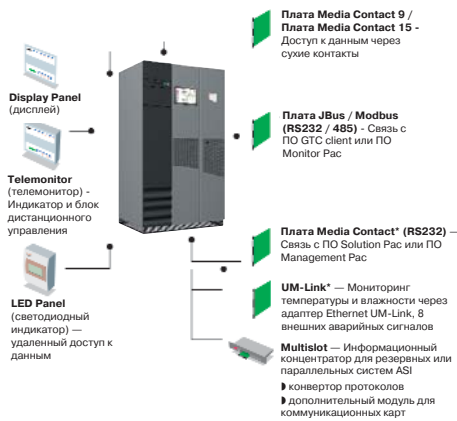 Плата Media Contact 9 /
Плата Media Contact 15 -
Доступ к данным через
сухие контакты
Display Panel
(дисплей)
Плата JBus / Modbus
(RS232 / 485) - Связь с
ПО GTC client или ПО
Monitor Pac
Telemonitor
(телемонитор) -
Индикатор и блок
дистанционного
управления
Плата Media Contact* (RS232) —
Связь с ПО Solution Pac или ПО
Management Pac
LED Panel
(светодиодный
индикатор) —
удаленный доступ к
данным
UM-Link* — Мониторинг
температуры и влажности через
адаптер Ethernet UM-Link, 8
внешних аварийных сигналов
Multislot — Информационный
концентратор для резервных или
параллельных систем ASI
◗ конвертор протоколов
◗ дополнительный модуль для
коммуникационных карт